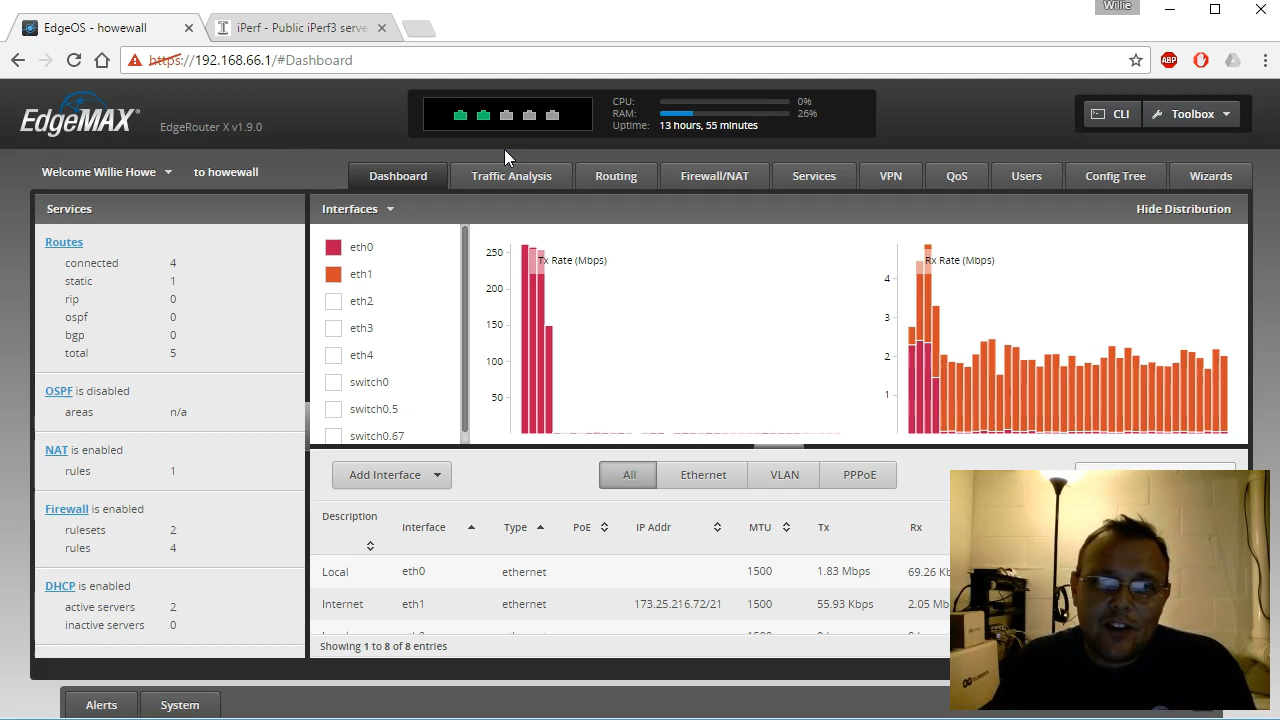 Willie
EdgeOS - howewall
iPerf - Public iPerf3 serve
https://192.168.66.1/#Dashboard
ABP
EdgeMAX
EdgeRouter X v1.9.0
CPU: 0%
RAM: 26%
Uptime: 13 hours, 55 minutes
CLI
Toolbox
Welcome Willie Howe to howewall
Dashboard Traffic Analysis Routing Firewall/NAT Services VPN QoS Users Config Tree Wizards
Services
Interfaces
Hide Distribution
Routes
connected 4
static 1
rip 0
ospf 0
bgp 0
total 5
OSPF is disabled
areas n/a
NAT is enabled
rules 1
Firewall is enabled
rulesets 2
rules 4
DHCP is enabled
active servers 2
inactive servers 0
eth0
eth1
eth2
eth3
eth4
switch0
switch0.5
switch0.67
Tx Rate (Mbps)
250
200
150
100
50
Rx Rate (Mbps)
4
3
2
1
Add Interface
All Ethernet VLAN PPPoE
Description Interface Type PoE IP Addr MTU Tx Rx
Local eth0 ethernet 1500 1.83 Mbps 69.26 Kb
Internet eth1 ethernet 173.25.216.72/21 1500 55.93 Kbps 2.05 Mb
Showing 1 to 8 of 8 entries
Alerts System